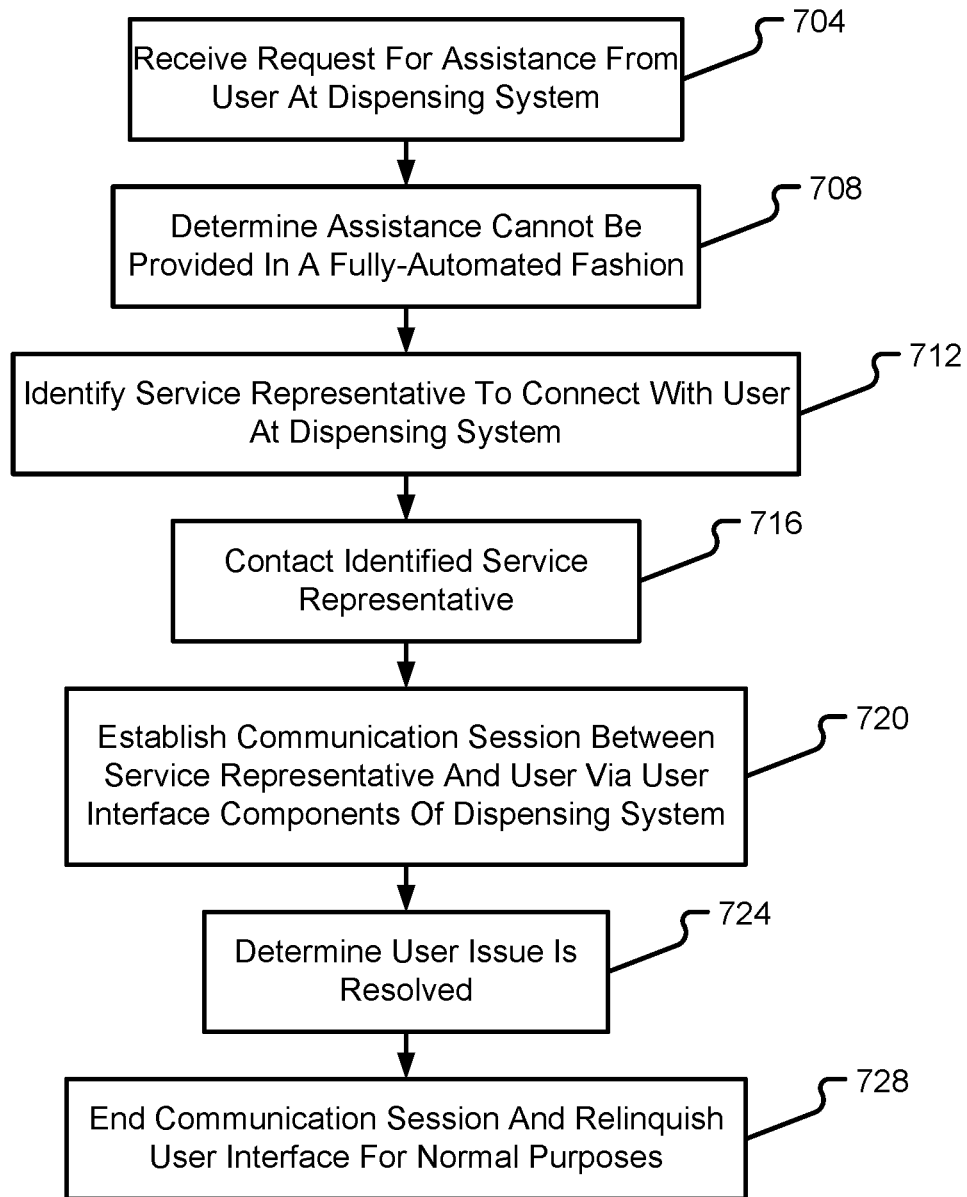 704
Receive Request For Assistance From
User At Dispensing System
708
Determine Assistance Cannot Be
Provided In A Fully-Automated Fashion
712
Identify Service Representative To Connect With User
At Dispensing System
716
Contact Identified Service
Representative
720
Establish Communication Session Between
Service Representative And User Via User
Interface Components Of Dispensing System
724
Determine User Issue Is
Resolved
728
End Communication Session And Relinquish
User Interface For Normal Purposes